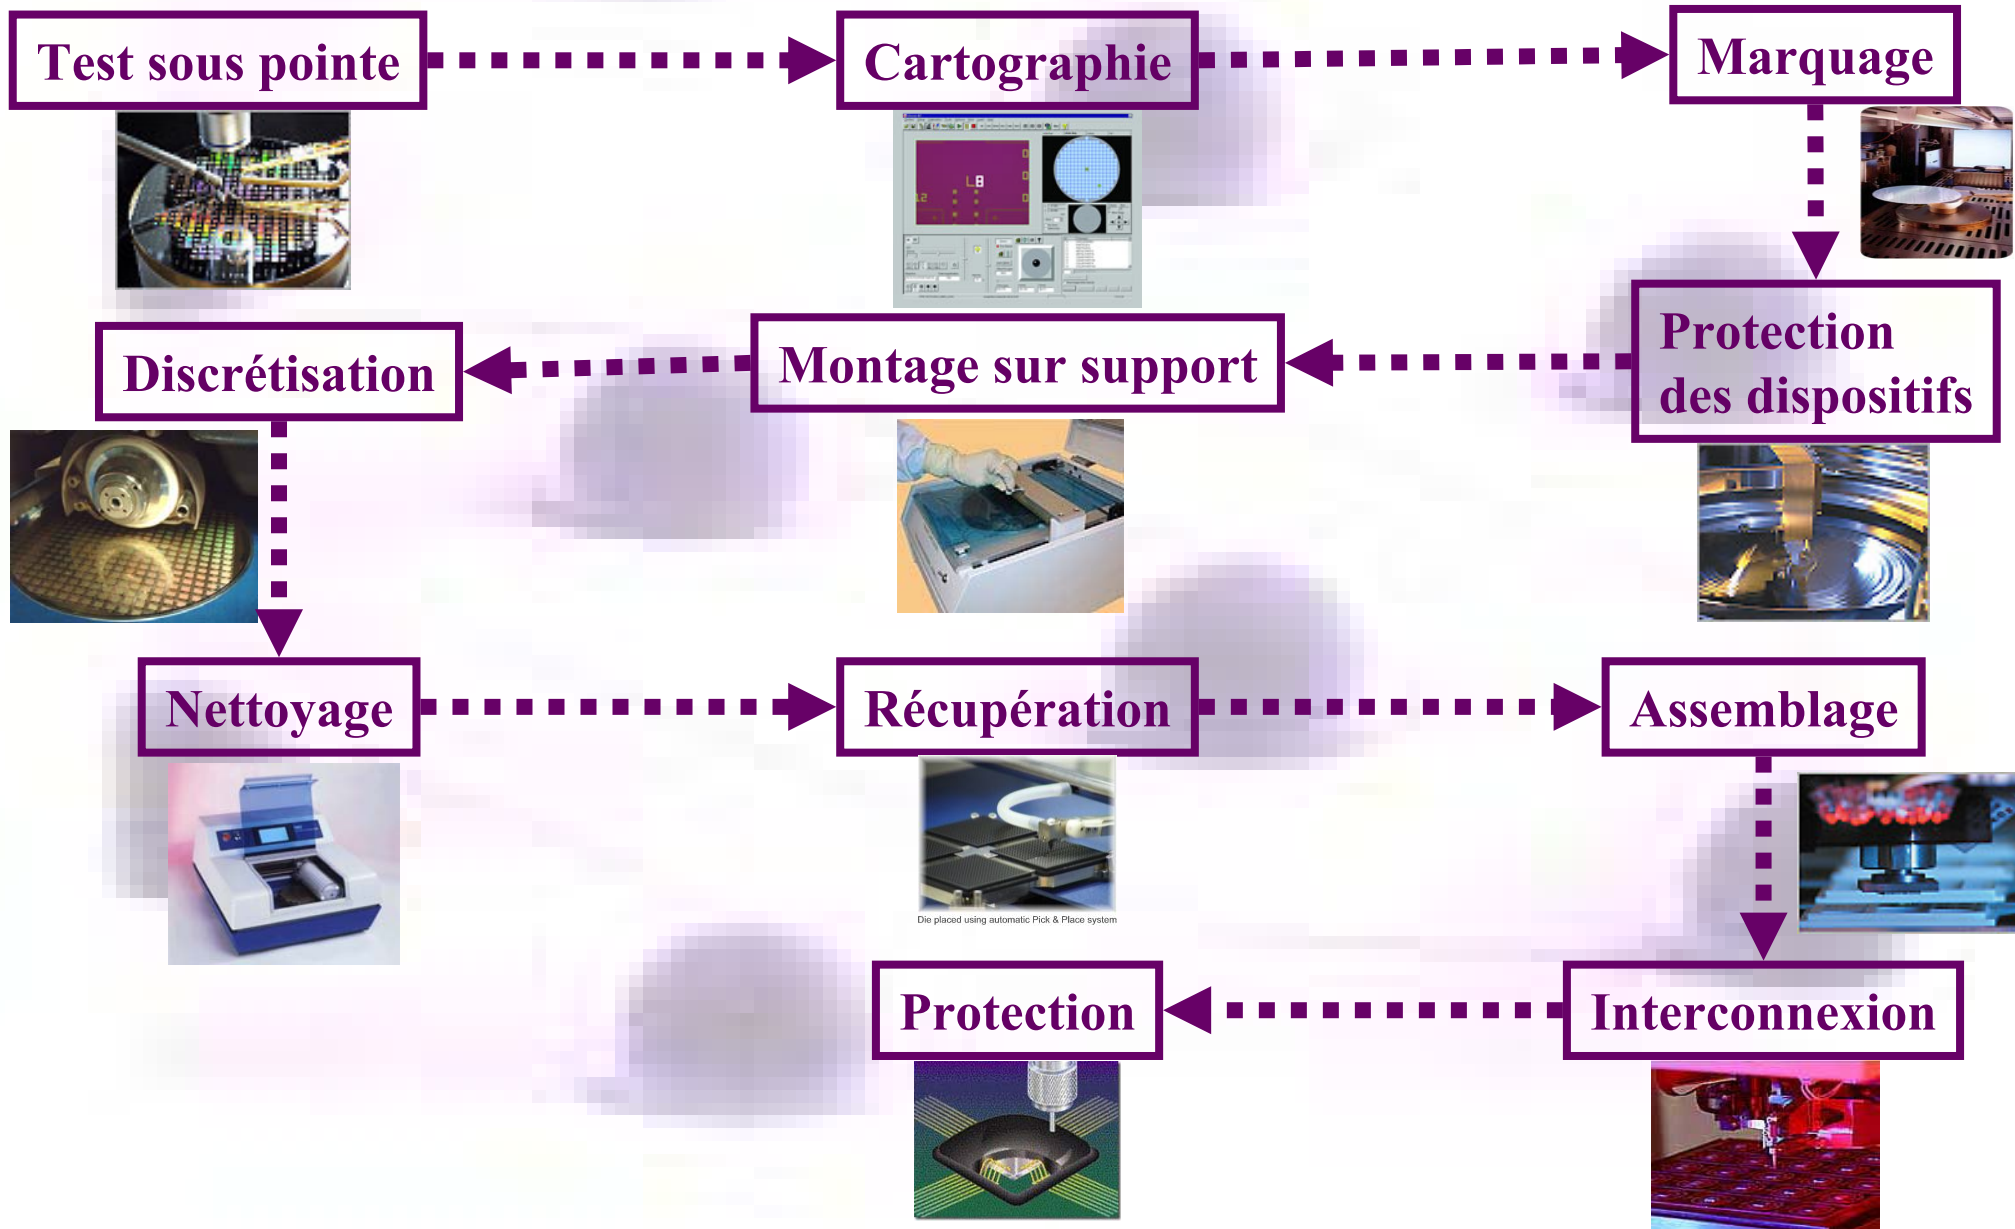 Test sous pointe
Cartographie
Marquage
Protection
des dispositifs
Montage sur support
Discrétisation
Nettoyage
Récupération
Assemblage
Die placed using automatic Pick & Place system
Interconnexion
Protection